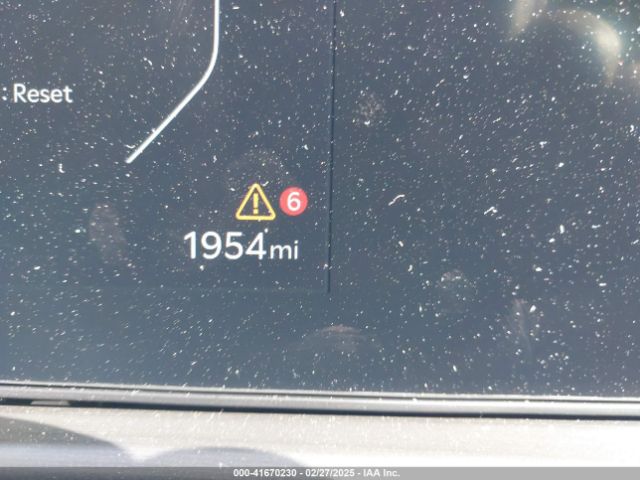 : Reset
6
1954mi
000-41670230 - 02/27/2025 - IAA Inc.